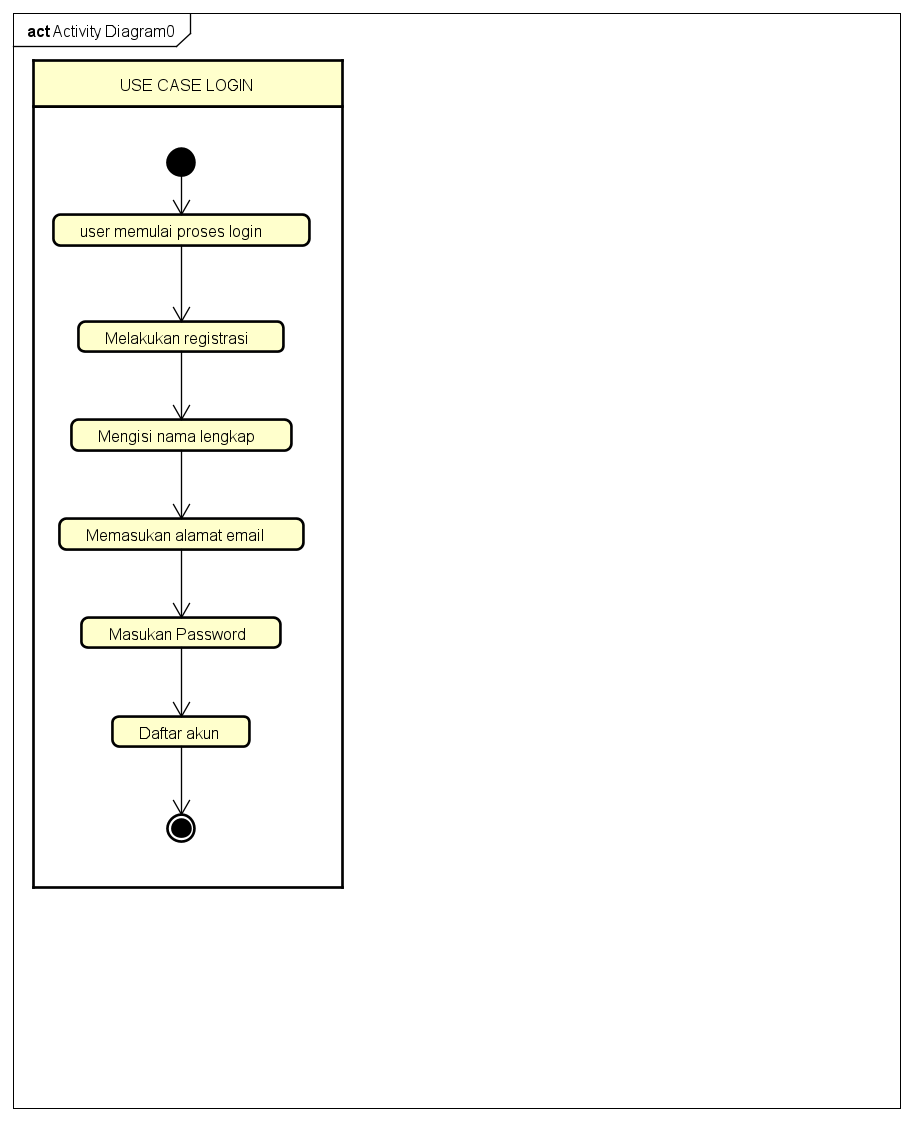 act Activity Diagram0
USE CASE LOGIN
user memulai proses login
Melakukan registrasi
Mengisi nama lengkap
Memasukan alamat email
Masukan Password
Daftar akun